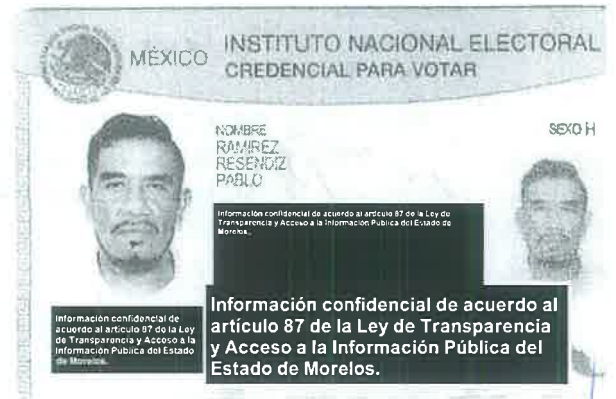 MÉXICO
INSTITUTO NACIONAL ELECTORAL
CREDENCIAL PARA VOTAR
NOMBRE
RAMIREZ
RESENDIZ
PABLO
SEXO H
Información confidencial de acuerdo al articulo 87 de la Ley de
Transparencia y Acceso a la Información Publica del Estado de
Morelos.
Información confidencial de
acuerdo al articulo 87 de la Ley
de Transparencia y Acceso a la
Información Publica del Estado
de Morelos.
Información confidencial de acuerdo al
artículo 87 de la Ley de Transparencia
y Acceso a la Información Pública del
Estado de Morelos.